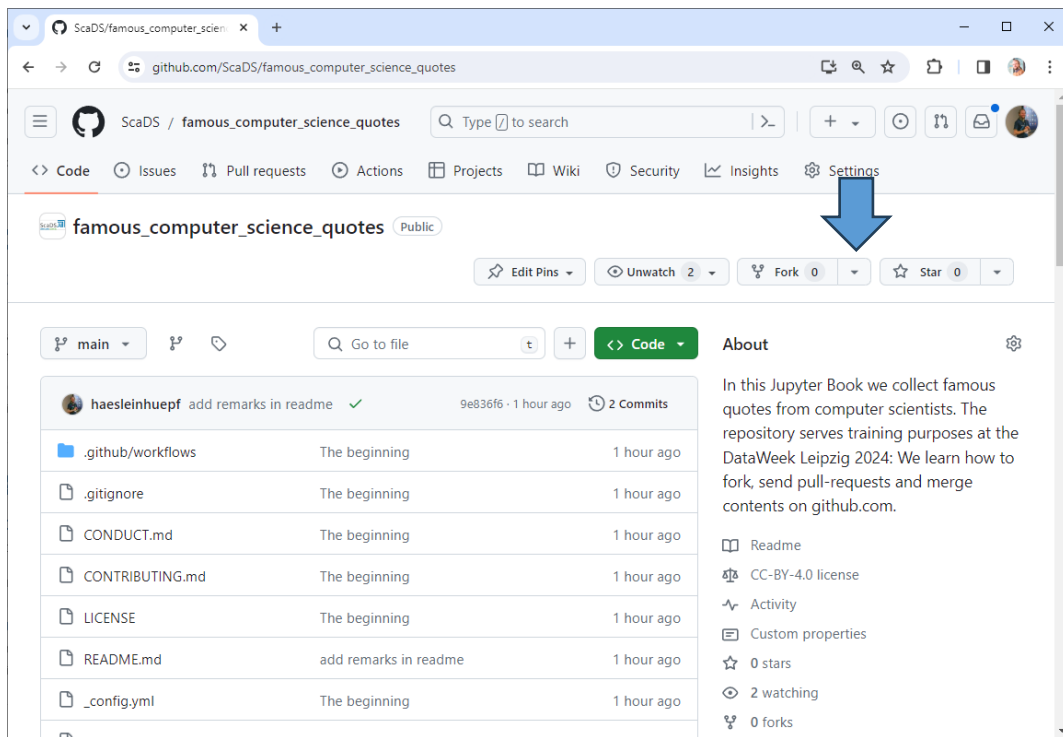 ScaDS/famous_computer_scien
github.com/ScaDS/famous_computer_science_quotes
ScaDS / famous_computer_science_quotes
Type / to search
Code Issues Pull requests Actions Projects Wiki Security Insights Settings
famous_computer_science_quotes Public
Edit Pins Unwatch 2 Fork 0 Star 0
main Go to file t Code
haesleinhuepf add remarks in readme 9e836f6 · 1 hour ago 2 Commits
.github/workflows The beginning 1 hour ago
.gitignore The beginning 1 hour ago
CONDUCT.md The beginning 1 hour ago
CONTRIBUTING.md The beginning 1 hour ago
LICENSE The beginning 1 hour ago
README.md add remarks in readme 1 hour ago
_config.yml The beginning 1 hour ago
About
In this Jupyter Book we collect famous
quotes from computer scientists. The
repository serves training purposes at the
DataWeek Leipzig 2024: We learn how to
fork, send pull-requests and merge
contents on github.com.
Readme
CC-BY-4.0 license
Activity
Custom properties
0 stars
2 watching
0 forks